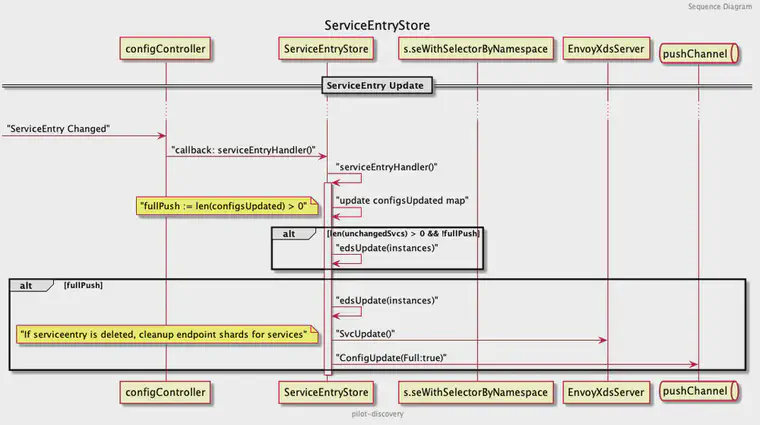 Sequence Diagram
ServiceEntryStore
configController
ServiceEntryStore
s.seWithSelectorByNamespace
EnvoyXdsServer
pushChannel
ServiceEntry Update
"ServiceEntry Changed"
"callback: serviceEntryHandler()"
"serviceEntryHandler()"
"fullPush := len(configsUpdated) > 0"
"update configsUpdated map"
alt
[len(unchangedSvcs) > 0 && !fullPush]
"edsUpdate(instances)"
alt
[fullPush]
"edsUpdate(instances)"
"If serviceentry is deleted, cleanup endpoint shards for services"
"SvcUpdate()"
"ConfigUpdate(Full:true)"
configController
ServiceEntryStore
s.seWithSelectorByNamespace
EnvoyXdsServer
pushChannel
pilot-discovery